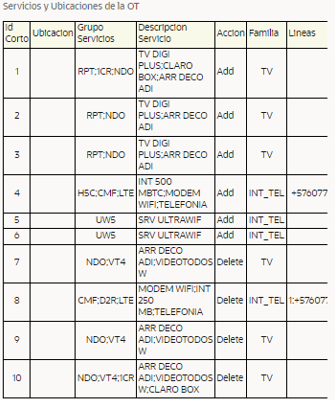 Servicios y Ubicaciones de la OT
Id Corto Ubicacion Grupo Servicios Descripcion Servicio Accion Familia Lineas
1 RPT;1CR;NDO TV DIGI PLUS;CLARO BOX;ARR DECO ADI Add TV
2 RPT;NDO TV DIGI PLUS;ARR DECO ADI Add TV
3 RPT;NDO TV DIGI PLUS;ARR DECO ADI Add TV
4 HSC;CMF;LTE INT 500 MBTC;MODEM WIFI;TELEFONIA Add INT_TEL +576077
5 UW5 SRV ULTRAWIF Add INT_TEL
6 UW5 SRV ULTRAWIF Add INT_TEL
7 NDO;VT4 ARR DECO ADI;VIDEOTODOS W Delete TV
8 CMF;D2R;LTE MODEM WIFI;INT 250 MB;TELEFONIA Delete INT_TEL 1:+57607
9 NDO;VT4 ARR DECO ADI;VIDEOTODOS W Delete TV
10 NDO;VT4;1CR ARR DECO ADI;VIDEOTODOS W;CLARO BOX Delete TV